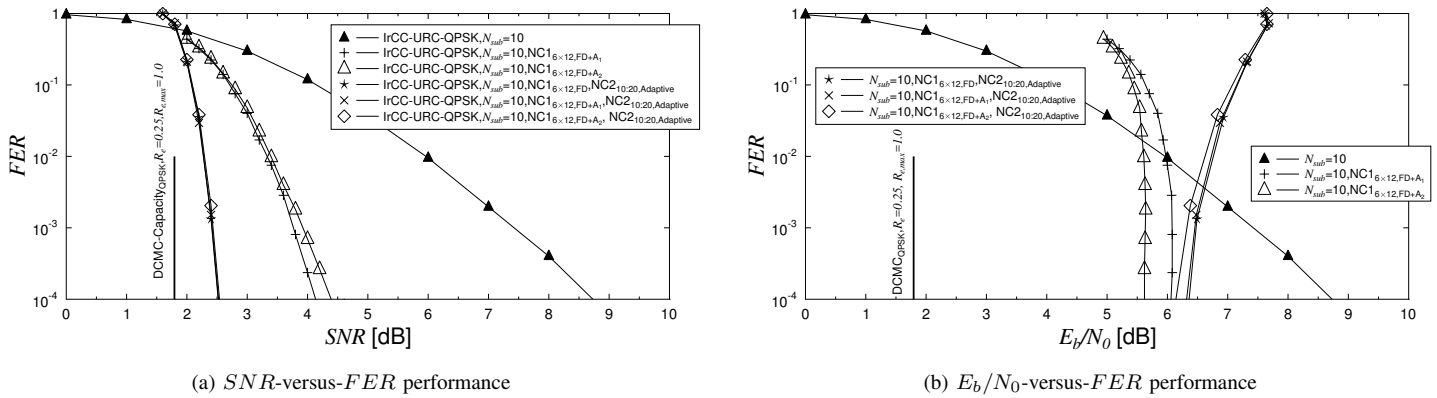 1
10⁻¹
10⁻²
10⁻³
10⁻⁴
FER
0 1 2 3 4 5 6 7 8 9 10
SNR [dB]
DCMC-Capacity_QPSK, R_e=0.25, R_e,max=1.0
IrCC-URC-QPSK, N_sub=10
IrCC-URC-QPSK, N_sub=10, NC1_6×12,FD+A₁
IrCC-URC-QPSK, N_sub=10, NC1_6×12,FD+A₂
IrCC-URC-QPSK, N_sub=10, NC1_6×12,FD, NC2_10:20,Adaptive
IrCC-URC-QPSK, N_sub=10, NC1_6×12,FD+A₁, NC2_10:20,Adaptive
IrCC-URC-QPSK, N_sub=10, NC1_6×12,FD+A₂, NC2_10:20,Adaptive
(a) SNR-versus-FER performance
1
10⁻¹
10⁻²
10⁻³
10⁻⁴
FER
0 1 2 3 4 5 6 7 8 9 10
E_b/N_0 [dB]
DCMC_QPSK, R_e=0.25, R_e,max=1.0
N_sub=10, NC1_6×12,FD, NC2_10:20,Adaptive
N_sub=10, NC1_6×12,FD+A₁, NC2_10:20,Adaptive
N_sub=10, NC1_6×12,FD+A₂, NC2_10:20,Adaptive
N_sub=10
N_sub=10, NC1_6×12,FD+A₁
N_sub=10, NC1_6×12,FD+A₂
(b) E_b/N_0-versus-FER performance